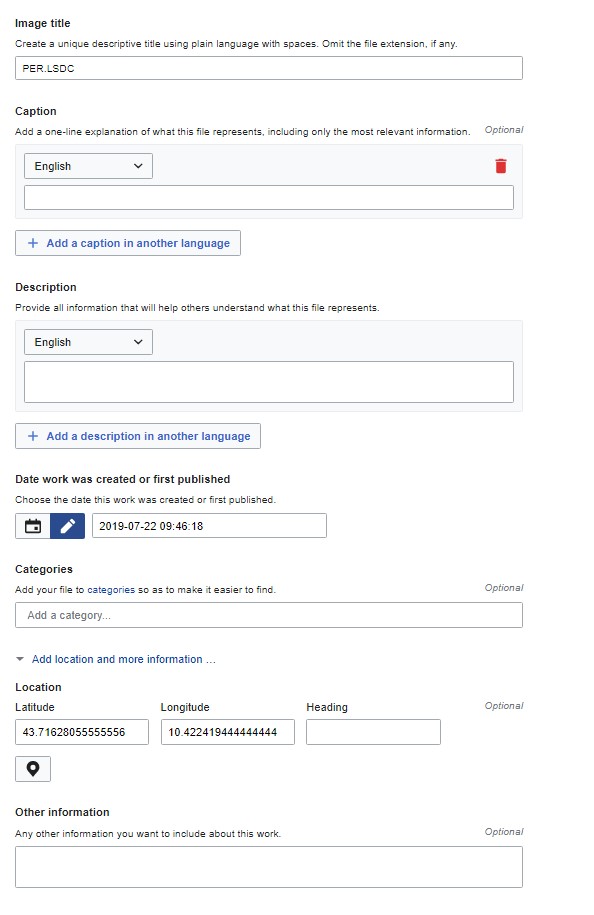 Image title
Create a unique descriptive title using plain language with spaces. Omit the file extension, if any.
PER.LSDC
Caption
Add a one-line explanation of what this file represents, including only the most relevant information. Optional
English
+ Add a caption in another language
Description
Provide all information that will help others understand what this file represents.
English
+ Add a description in another language
Date work was created or first published
Choose the date this work was created or first published.
2019-07-22 09:46:18
Categories
Add your file to categories so as to make it easier to find. Optional
Add a category...
Add location and more information ...
Location
Latitude Longitude Heading Optional
43.71628055555556 10.422419444444444
Other information
Any other information you want to include about this work. Optional